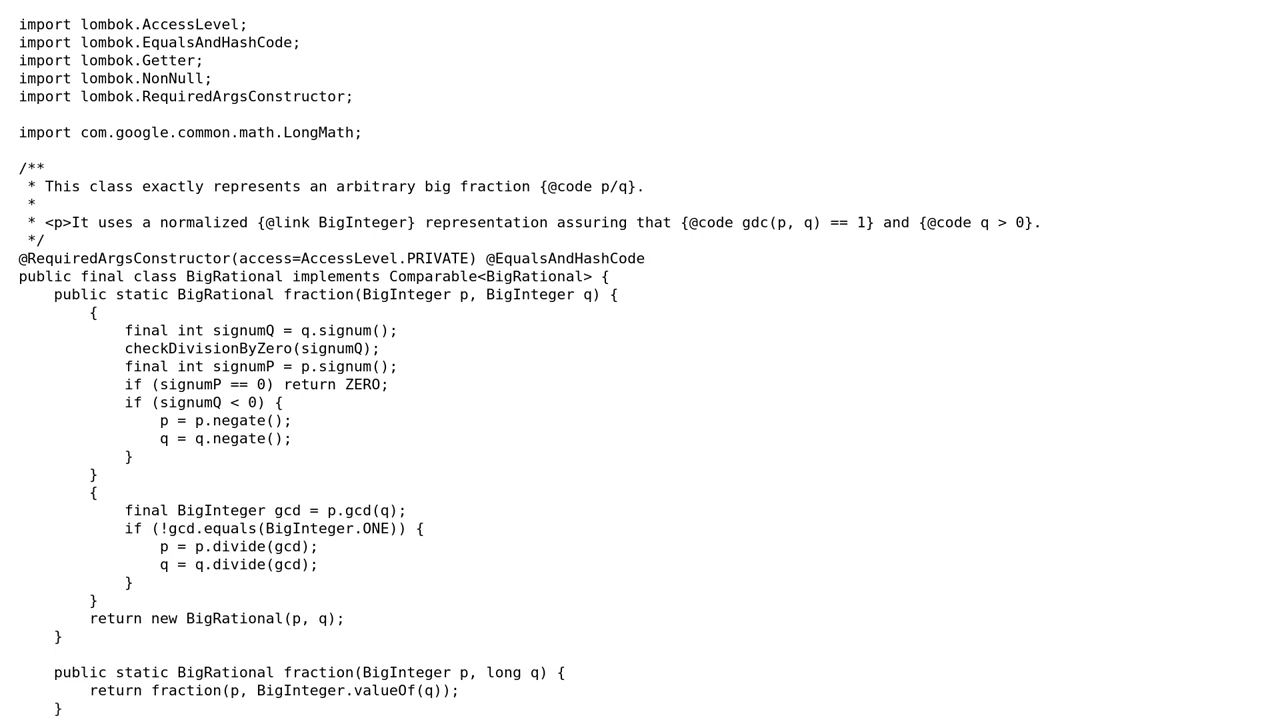 import lombok.AccessLevel;
import lombok.EqualsAndHashCode;
import lombok.Getter;
import lombok.NonNull;
import lombok.RequiredArgsConstructor;

import com.google.common.math.LongMath;

/**
 * This class exactly represents an arbitrary big fraction {@code p/q}.
 *
 * <p>It uses a normalized {@link BigInteger} representation assuring that {@code gdc(p, q) == 1} and {@code q > 0}.
 */
@RequiredArgsConstructor(access=AccessLevel.PRIVATE) @EqualsAndHashCode
public final class BigRational implements Comparable<BigRational> {
    public static BigRational fraction(BigInteger p, BigInteger q) {
        {
            final int signumQ = q.signum();
            checkDivisionByZero(signumQ);
            final int signumP = p.signum();
            if (signumP == 0) return ZERO;
            if (signumQ < 0) {
                p = p.negate();
                q = q.negate();
            }
        }
        {
            final BigInteger gcd = p.gcd(q);
            if (!gcd.equals(BigInteger.ONE)) {
                p = p.divide(gcd);
                q = q.divide(gcd);
            }
        }
        return new BigRational(p, q);
    }

    public static BigRational fraction(BigInteger p, long q) {
        return fraction(p, BigInteger.valueOf(q));
    }